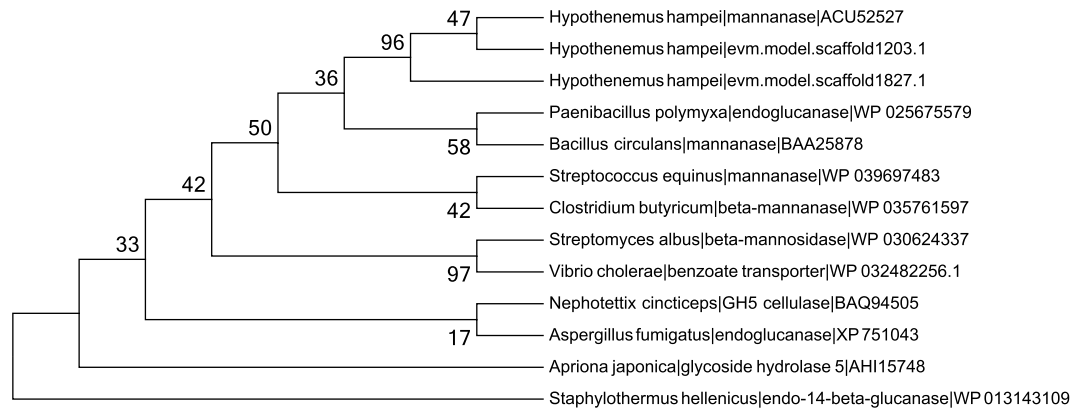 47
Hypothenemus hampei|mannanase|ACU52527
96
Hypothenemus hampei|evm.model.scaffold1203.1
36
Hypothenemus hampei|evm.model.scaffold1827.1
Paenibacillus polymyxa|endoglucanase|WP 025675579
50
58
Bacillus circulans|mannanase|BAA25878
42
Streptococcus equinus|mannanase|WP 039697483
42
Clostridium butyricum|beta-mannanase|WP 035761597
33
Streptomyces albus|beta-mannosidase|WP 030624337
97
Vibrio cholerae|benzoate transporter|WP 032482256.1
Nephotettix cincticeps|GH5 cellulase|BAQ94505
17
Aspergillus fumigatus|endoglucanase|XP 751043
Apriona japonica|glycoside hydrolase 5|AHI15748
Staphylothermus hellenicus|endo-14-beta-glucanase|WP 013143109